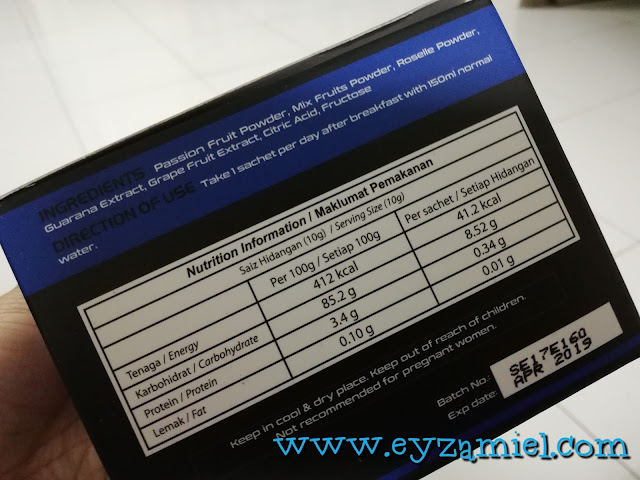 INGREDIENTS Passion Fruit Powder, Mix Fruits Powder, Roselle Powder,
Guarana Extract, Grape Fruit Extract, Citric Acid, Fructose
DIRECTION OF USE Take 1 sachet per day after breakfast with 150ml normal
water.
Nutrition Information / Maklumat Pemakanan
Saiz Hidangan (10g) / Serving Size (10g)
Per 100g / Setiap 100g Per sachet / Setiap Hidangan
Tenaga / Energy 412 kcal 41.2 kcal
Karbohidrat / Carbohydrate 85.2 g 8.52 g
Protein / Protein 3.4 g 0.34 g
Lemak / Fat 0.10 g 0.01 g
Keep in cool & dry place. Keep out of reach of children.
Not recommended for pregnant women.
Batch No.: SE17E160
Exp date: APR 2019
www.eyzamiel.com